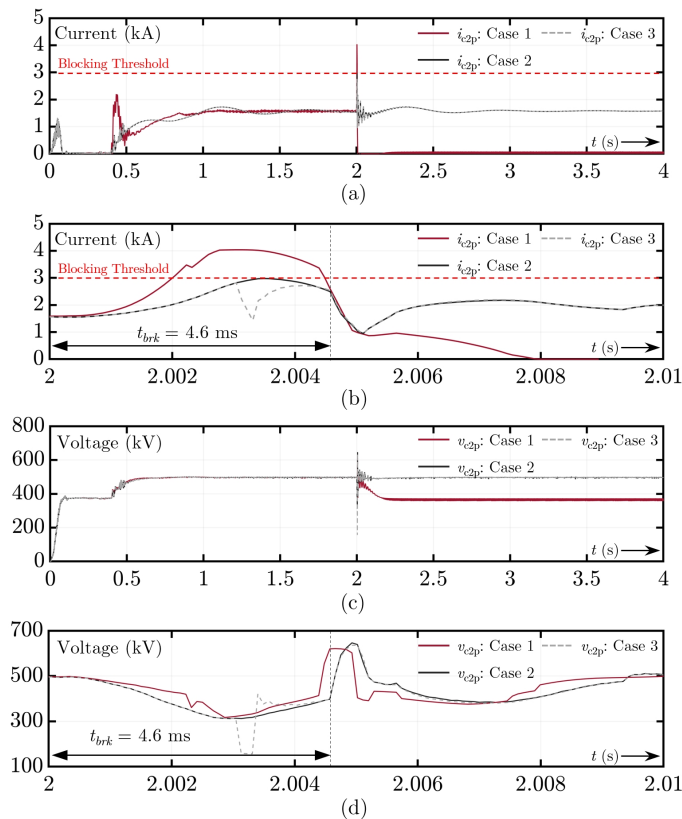 5
Current (kA)
i_c2p: Case 1
i_c2p: Case 3
4
i_c2p: Case 2
Blocking Threshold
3
2
1
t (s)
0
0 0.5 1 1.5 2 2.5 3 3.5 4
(a)
5
Current (kA)
i_c2p: Case 1
i_c2p: Case 3
4
i_c2p: Case 2
Blocking Threshold
3
2
t_brk = 4.6 ms
1
t (s)
0
2 2.002 2.004 2.006 2.008 2.01
(b)
800
Voltage (kV)
v_c2p: Case 1
v_c2p: Case 3
600
v_c2p: Case 2
400
200
t (s)
0
0 0.5 1 1.5 2 2.5 3 3.5 4
(c)
700
Voltage (kV)
v_c2p: Case 1
v_c2p: Case 3
v_c2p: Case 2
500
300
t_brk = 4.6 ms
t (s)
100
2 2.002 2.004 2.006 2.008 2.01
(d)